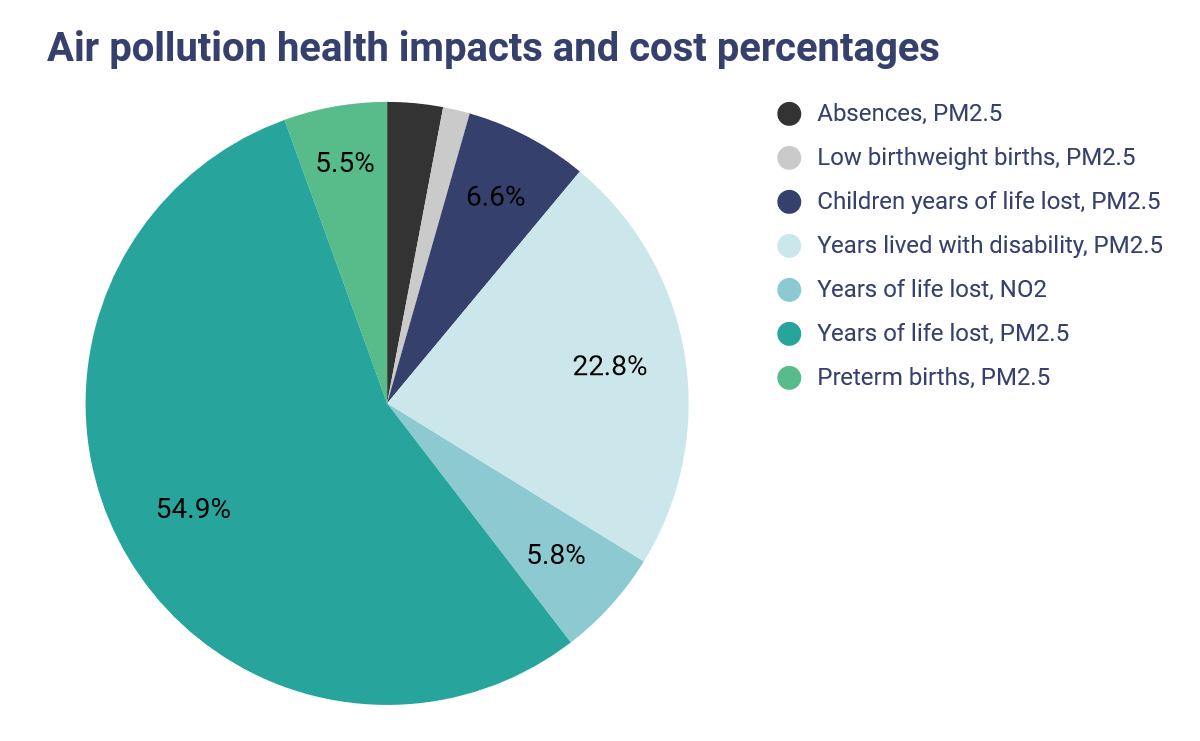 Air pollution health impacts and cost percentages
Absences, PM2.5
Low birthweight births, PM2.5
Children years of life lost, PM2.5
Years lived with disability, PM2.5
Years of life lost, NO2
Years of life lost, PM2.5
Preterm births, PM2.5
5.5%
6.6%
22.8%
54.9%
5.8%